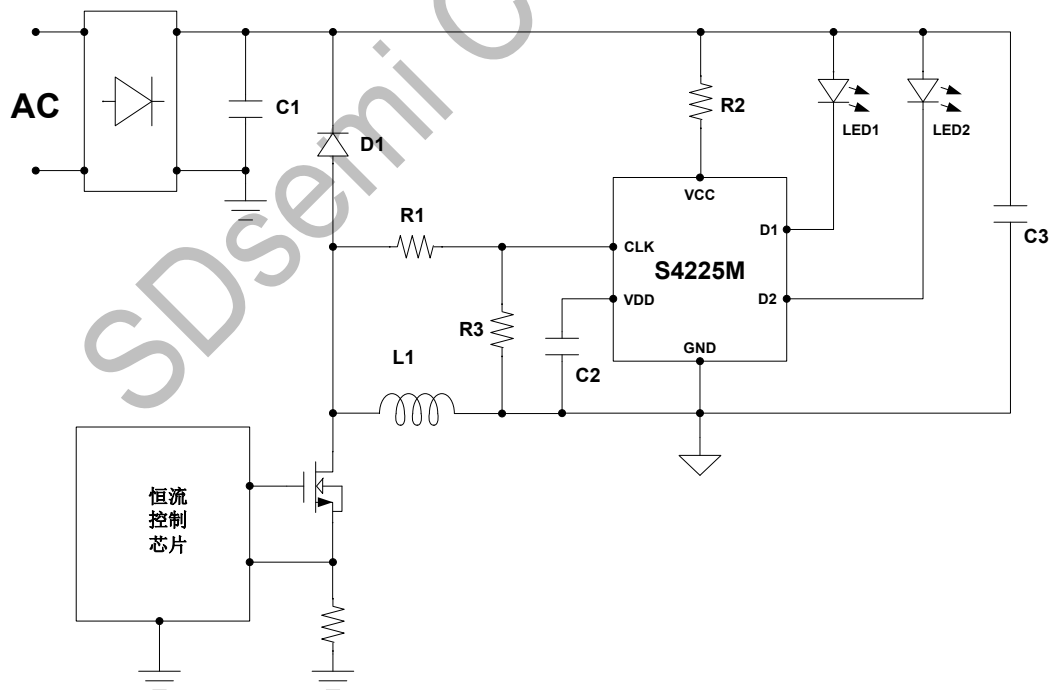 SDsemi C
AC
C1
D1
R2
LED1
LED2
C3
R1
VCC
CLK
D1
S4225M
VDD
D2
R3
GND
C2
L1
恒流
控制
芯片